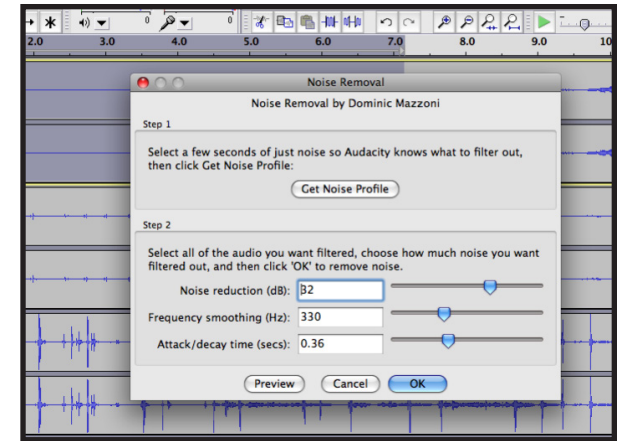 0 0
2.0 3.0 4.0 5.0 6.0 7.0 8.0 9.0 10
Noise Removal
Noise Removal by Dominic Mazzoni
Step 1
Select a few seconds of just noise so Audacity knows what to filter out,
then click Get Noise Profile:
Get Noise Profile
Step 2
Select all of the audio you want filtered, choose how much noise you want
filtered out, and then click 'OK' to remove noise.
Noise reduction (dB): 32
Frequency smoothing (Hz): 330
Attack/decay time (secs): 0.36
Preview Cancel OK